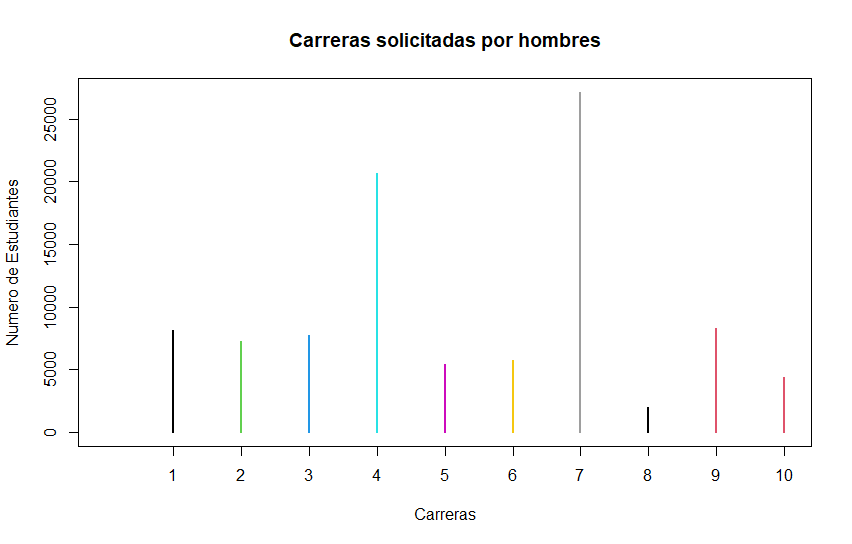 Carreras solicitadas por hombres
Numero de Estudiantes
25000
20000
15000
10000
5000
0
1 2 3 4 5 6 7 8 9 10
Carreras